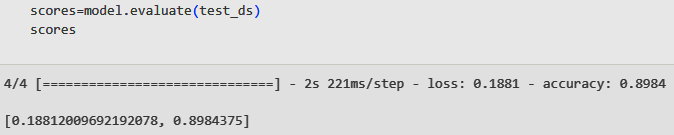 scores=model.evaluate(test_ds)
scores
4/4 [==============================] - 2s 221ms/step - loss: 0.1881 - accuracy: 0.8984
[0.18812009692192078, 0.8984375]